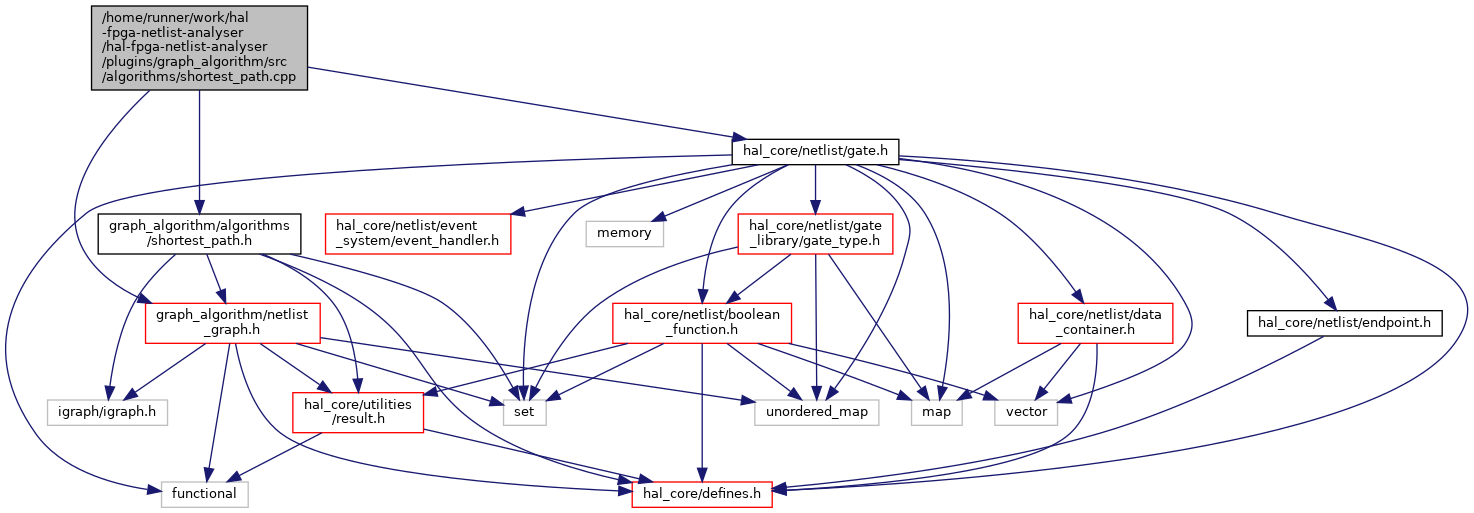 /home/runner/work/hal
-fpga-netlist-analyser
/hal-fpga-netlist-analyser
/plugins/graph_algorithm/src
/algorithms/shortest_path.cpp
hal_core/netlist/gate.h
graph_algorithm/algorithms
/shortest_path.h
hal_core/netlist/event
_system/event_handler.h
memory
hal_core/netlist/gate
_library/gate_type.h
graph_algorithm/netlist
_graph.h
hal_core/netlist/boolean
_function.h
hal_core/netlist/data
_container.h
hal_core/netlist/endpoint.h
igraph/igraph.h
hal_core/utilities
/result.h
set
unordered_map
map
vector
functional
hal_core/defines.h